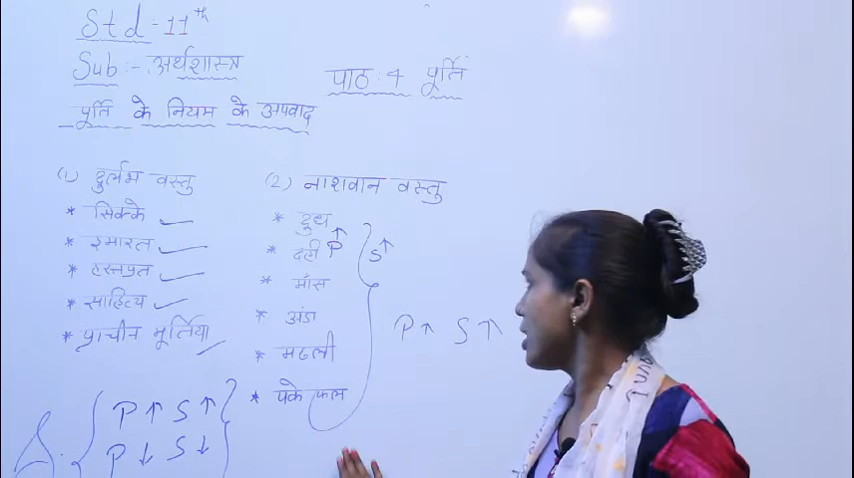 Std :- 11th
Sub :- अर्थशास्त्र
पाठ : 4 पूर्ति
पूर्ति के नियम के अपवाद
(1) दुर्लभ वस्तु
* सिक्के
* इमारत
* हस्तप्रत
* साहित्य
* प्राचीन मूर्तिया
(2) नाशवान वस्तु
* दुध
* दही P↑ S↑
* माँस
* अंडा
* मछली
* पके फल
P↑ S↑
P↑ S↑
P↓ S↓